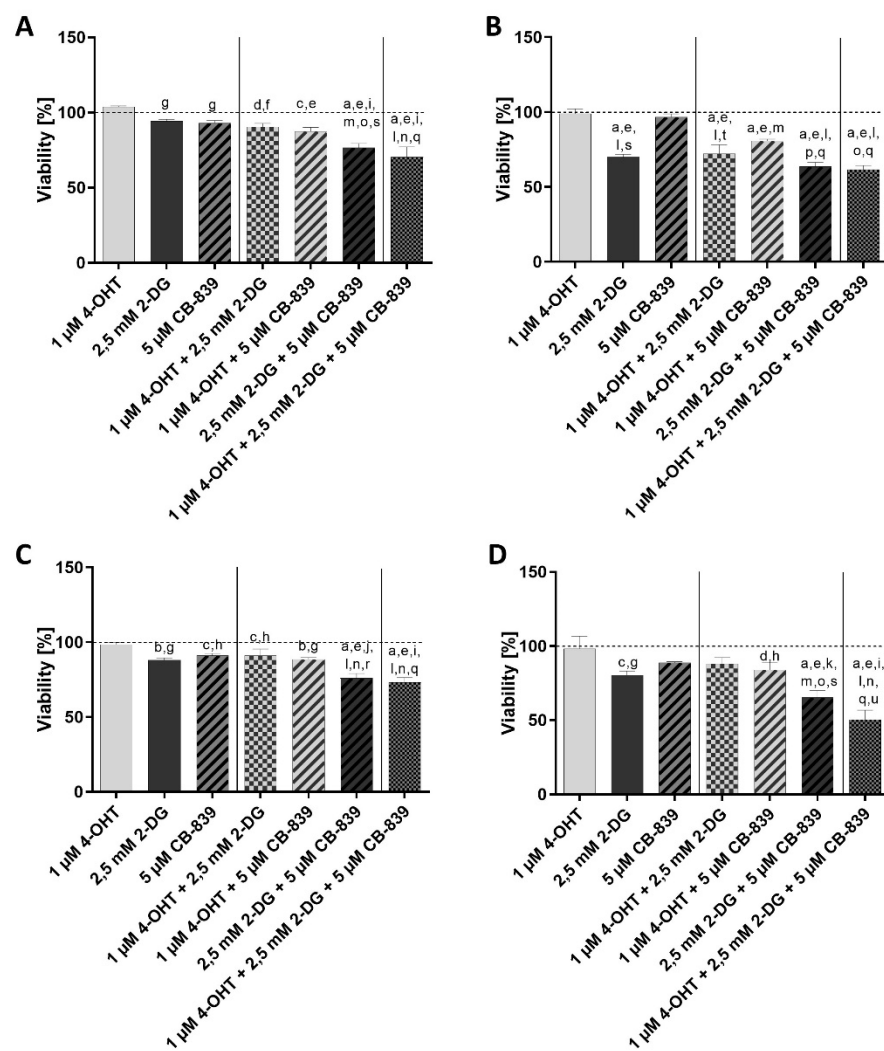 A
Viability [%]
150
100
50
0
g
g
d,f
c,e
a,e,i,
m,o,s
a,e,i,
l,n,q
1 µM 4-OHT
2,5 mM 2-DG
5 µM CB-839
1 µM 4-OHT + 2,5 mM 2-DG
1 µM 4-OHT + 5 µM CB-839
2,5 mM 2-DG + 5 µM CB-839
1 µM 4-OHT + 2,5 mM 2-DG + 5 µM CB-839
B
Viability [%]
150
100
50
0
a,e,
l,s
a,e,
l,t
a,e,m
a,e,l,
p,q
a,e,l,
o,q
1 µM 4-OHT
2,5 mM 2-DG
5 µM CB-839
1 µM 4-OHT + 2,5 mM 2-DG
1 µM 4-OHT + 5 µM CB-839
2,5 mM 2-DG + 5 µM CB-839
1 µM 4-OHT + 2,5 mM 2-DG + 5 µM CB-839
C
Viability [%]
150
100
50
0
b,g
c,h
c,h
b,g
a,e,j,
l,n,r
a,e,i,
l,n,q
1 µM 4-OHT
2,5 mM 2-DG
5 µM CB-839
1 µM 4-OHT + 2,5 mM 2-DG
1 µM 4-OHT + 5 µM CB-839
2,5 mM 2-DG + 5 µM CB-839
1 µM 4-OHT + 2,5 mM 2-DG + 5 µM CB-839
D
Viability [%]
150
100
50
0
c,g
d,h
a,e,k,
m,o,s
a,e,i,
l,n,
q,u
1 µM 4-OHT
2,5 mM 2-DG
5 µM CB-839
1 µM 4-OHT + 2,5 mM 2-DG
1 µM 4-OHT + 5 µM CB-839
2,5 mM 2-DG + 5 µM CB-839
1 µM 4-OHT + 2,5 mM 2-DG + 5 µM CB-839